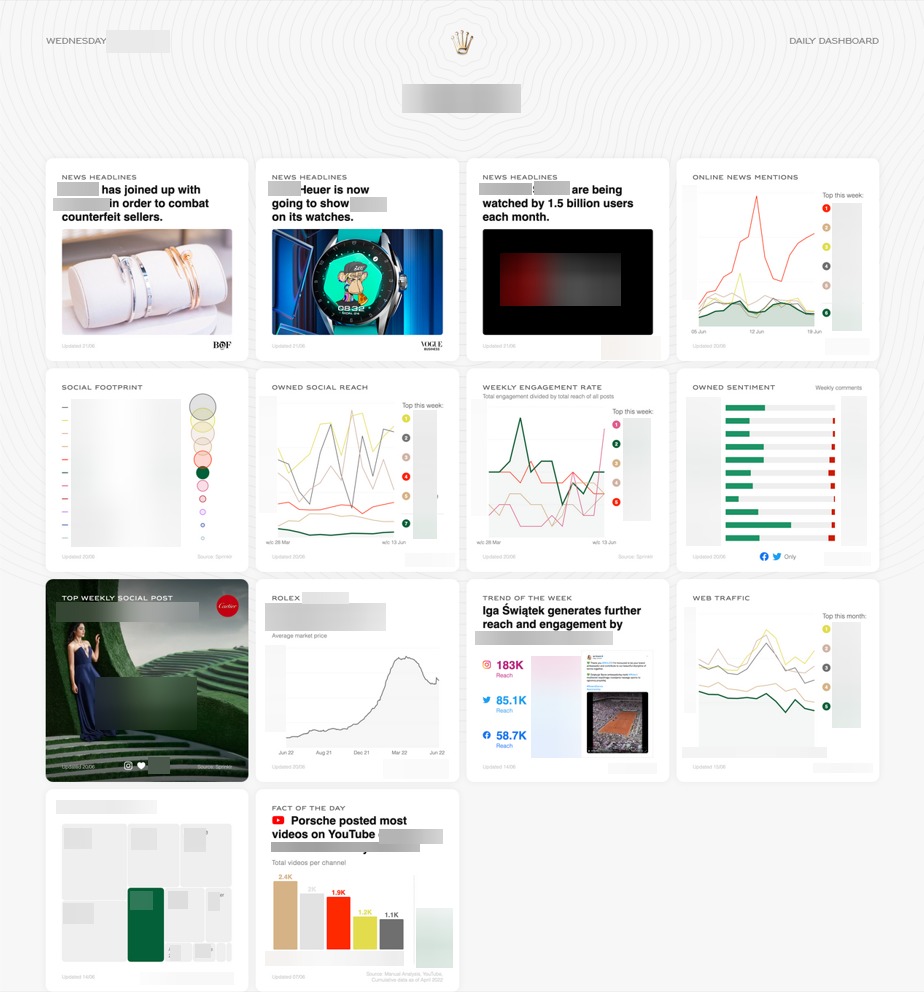 WEDNESDAY
DAILY DASHBOARD
NEWS HEADLINES
has joined up with
in order to combat
counterfeit sellers.
Updated 21/06
BOF
NEWS HEADLINES
Heuer is now
going to show
on its watches.
08:32
Updated 21/06
VOGUE
BUSINESS
NEWS HEADLINES
are being
watched by 1.5 billion users
each month.
Updated 21/06
ONLINE NEWS MENTIONS
Top this week:
1
2
3
4
5
6
05 Jun
12 Jun
19 Jun
Updated 20/06
SOCIAL FOOTPRINT
Updated 20/06
Source: Sprinklr
OWNED SOCIAL REACH
Top this week:
1
2
3
4
5
7
w/c 28 Mar
w/c 13 Jun
Updated 20/06
WEEKLY ENGAGEMENT RATE
Total engagement divided by total reach of all posts
Top this week:
1
2
3
4
5
w/c 28 Mar
w/c 13 Jun
Updated 20/06
Source: Sprinklr
OWNED SENTIMENT
Weekly comments
Updated 20/06
Only
TOP WEEKLY SOCIAL POST
Cartier
Updated 20/06
Source: Sprinklr
ROLEX
Average market price
Jun 22
Aug 21
Dec 21
Mar 22
Jun 22
Updated 20/06
TREND OF THE WEEK
Iga Świątek generates further
reach and engagement by
183K
Reach
85.1K
Reach
58.7K
Reach
Updated 14/06
WEB TRAFFIC
Top this month:
1
2
3
4
5
Updated 15/06
Updated 14/06
FACT OF THE DAY
Porsche posted most
videos on YouTube
Total videos per channel
2.4K
2K
1.9K
1.2K
1.1K
Updated 07/06
Source: Manual Analysis, YouTube,
Cumulative data as of April 2020